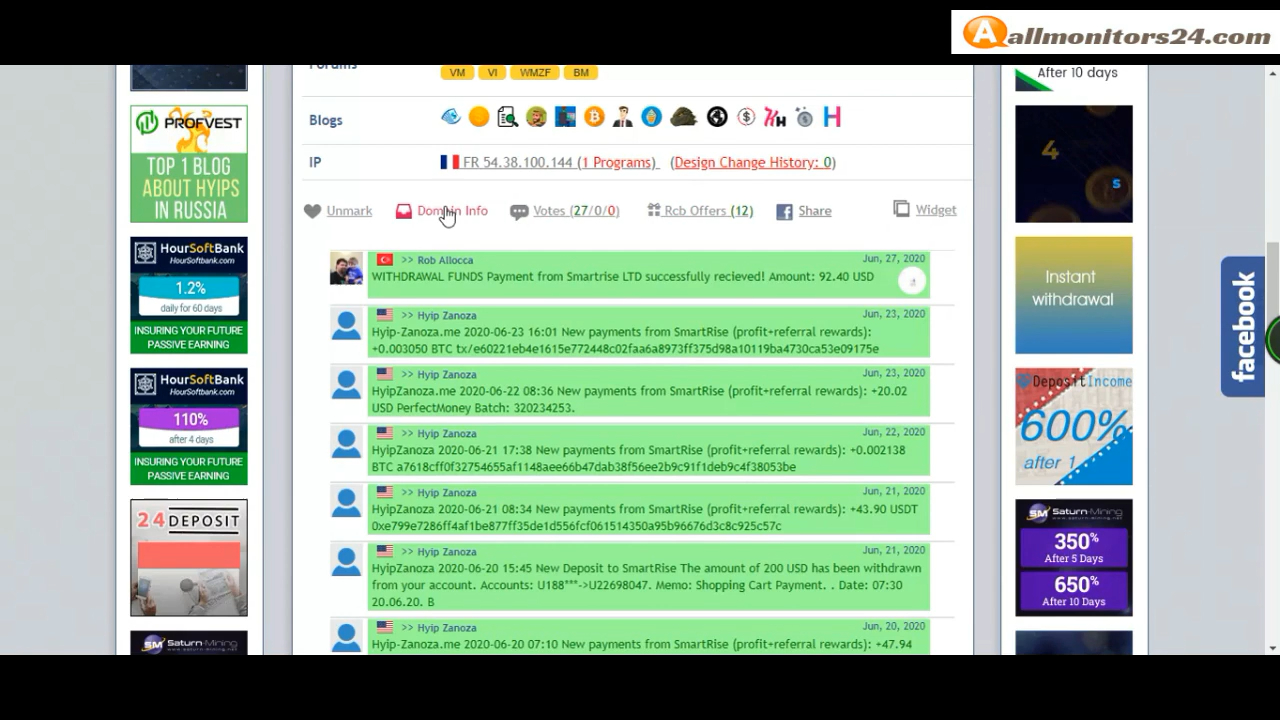 allmonitors24.com
Forums
VM VI WMZF BM
After 10 days
PROFVEST
TOP 1 BLOG
ABOUT HYIPS
IN RUSSIA
Blogs
IP
FR 54.38.100.144 (1 Programs) (Design Change History: 0)
4
S
Unmark
Domain Info
Votes (27/0/0)
Rcb Offers (12)
Share
Widget
HourSoftBank
HourSoftBank.com
1.2%
daily for 60 days
INSURING YOUR FUTURE
PASSIVE EARNING
>> Rob Allocca
Jun, 27, 2020
WITHDRAWAL FUNDS Payment from Smartrise LTD successfully recieved! Amount: 92.40 USD
Instant
withdrawal
facebook
>> Hyip Zanoza
Jun, 23, 2020
Hyip-Zanoza.me 2020-06-23 16:01 New payments from SmartRise (profit+referral rewards):
+0.003050 BTC tx/e60221eb4e1615e772448c02faa6a8973ff375d98a10119ba4730ca53e09175e
HourSoftBank
HourSoftBank.com
110%
after 4 days
INSURING YOUR FUTURE
PASSIVE EARNING
>> Hyip Zanoza
Jun, 23, 2020
HyipZanoza.me 2020-06-22 08:36 New payments from SmartRise (profit+referral rewards): +20.02
USD PerfectMoney Batch: 320234253.
DepositIncome
600%
after 1
>> Hyip Zanoza
Jun, 22, 2020
HyipZanoza 2020-06-21 17:38 New payments from SmartRise (profit+referral rewards): +0.002138
BTC a7618cff0f32754655af1148aee66b47dab38f56ee2b9c91f1deb9c4f38053be
>> Hyip Zanoza
Jun, 21, 2020
HyipZanoza 2020-06-21 08:34 New payments from SmartRise (profit+referral rewards): +43.90 USDT
0xe799e7286ff4af1be877ff35de1d556fcf061514350a95b96676d3c8c925c57c
24 DEPOSIT
Saturn-Mining
www.saturn-mining.net
350%
After 5 Days
650%
After 10 Days
>> Hyip Zanoza
Jun, 21, 2020
HyipZanoza 2020-06-20 15:45 New Deposit to SmartRise The amount of 200 USD has been withdrawn
from your account. Accounts: U188***->U22698047. Memo: Shopping Cart Payment. . Date: 07:30
20.06.20. B
>> Hyip Zanoza
Jun, 20, 2020
Hyip-Zanoza.me 2020-06-20 07:10 New payments from SmartRise (profit+referral rewards): +47.94
Saturn-Mining